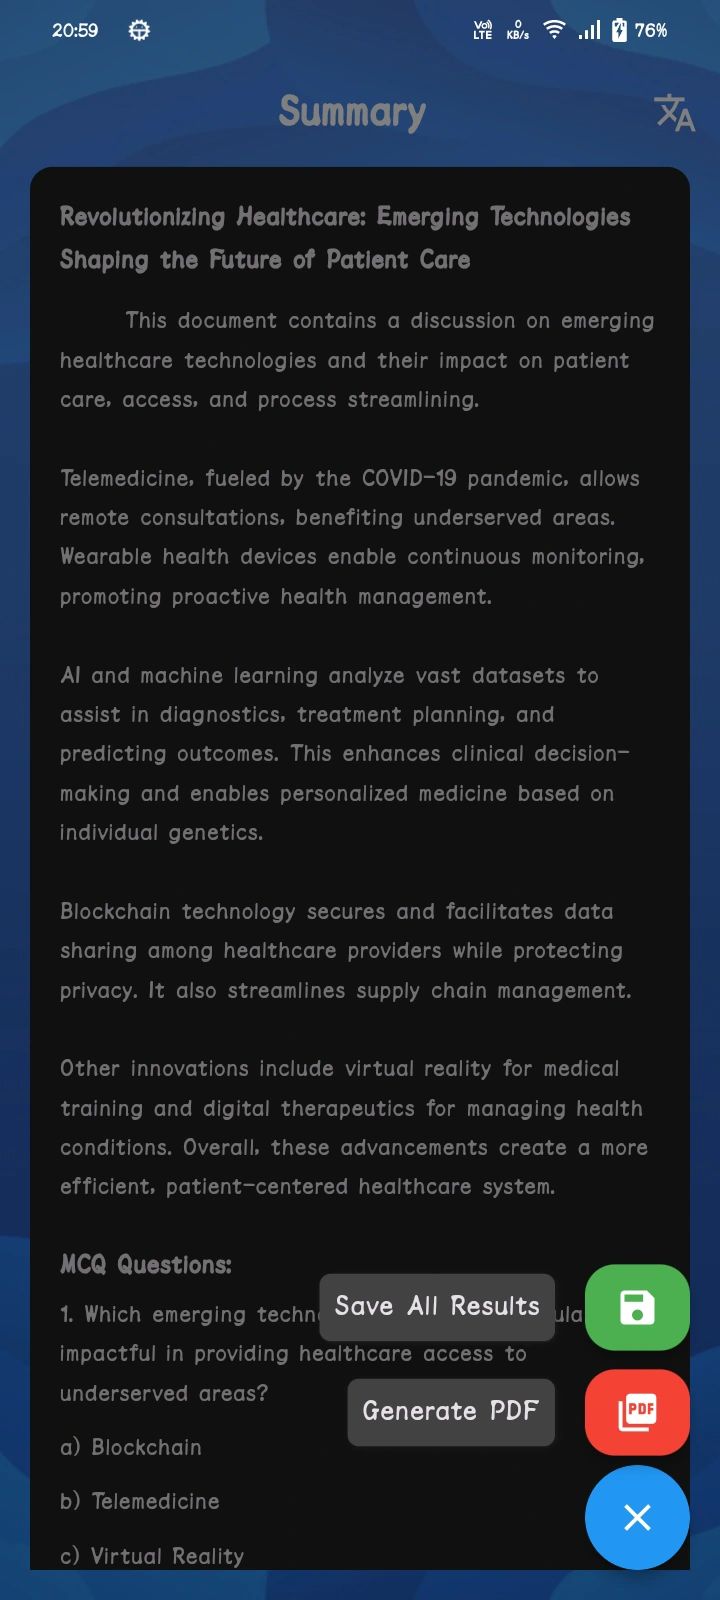 20:59
Vo)) LTE
0 KB/s
76%
Summary
Revolutionizing Healthcare: Emerging Technologies
Shaping the Future of Patient Care
This document contains a discussion on emerging
healthcare technologies and their impact on patient
care, access, and process streamlining.
Telemedicine, fueled by the COVID-19 pandemic, allows
remote consultations, benefiting underserved areas.
Wearable health devices enable continuous monitoring,
promoting proactive health management.
AI and machine learning analyze vast datasets to
assist in diagnostics, treatment planning, and
predicting outcomes. This enhances clinical decision-
making and enables personalized medicine based on
individual genetics.
Blockchain technology secures and facilitates data
sharing among healthcare providers while protecting
privacy. It also streamlines supply chain management.
Other innovations include virtual reality for medical
training and digital therapeutics for managing health
conditions. Overall, these advancements create a more
efficient, patient-centered healthcare system.
MCQ Questions:
1. Which emerging
Save All Results
impactful in providing healthcare access to
underserved areas?
Generate PDF
PDF
a) Blockchain
b) Telemedicine
c) Virtual Reality